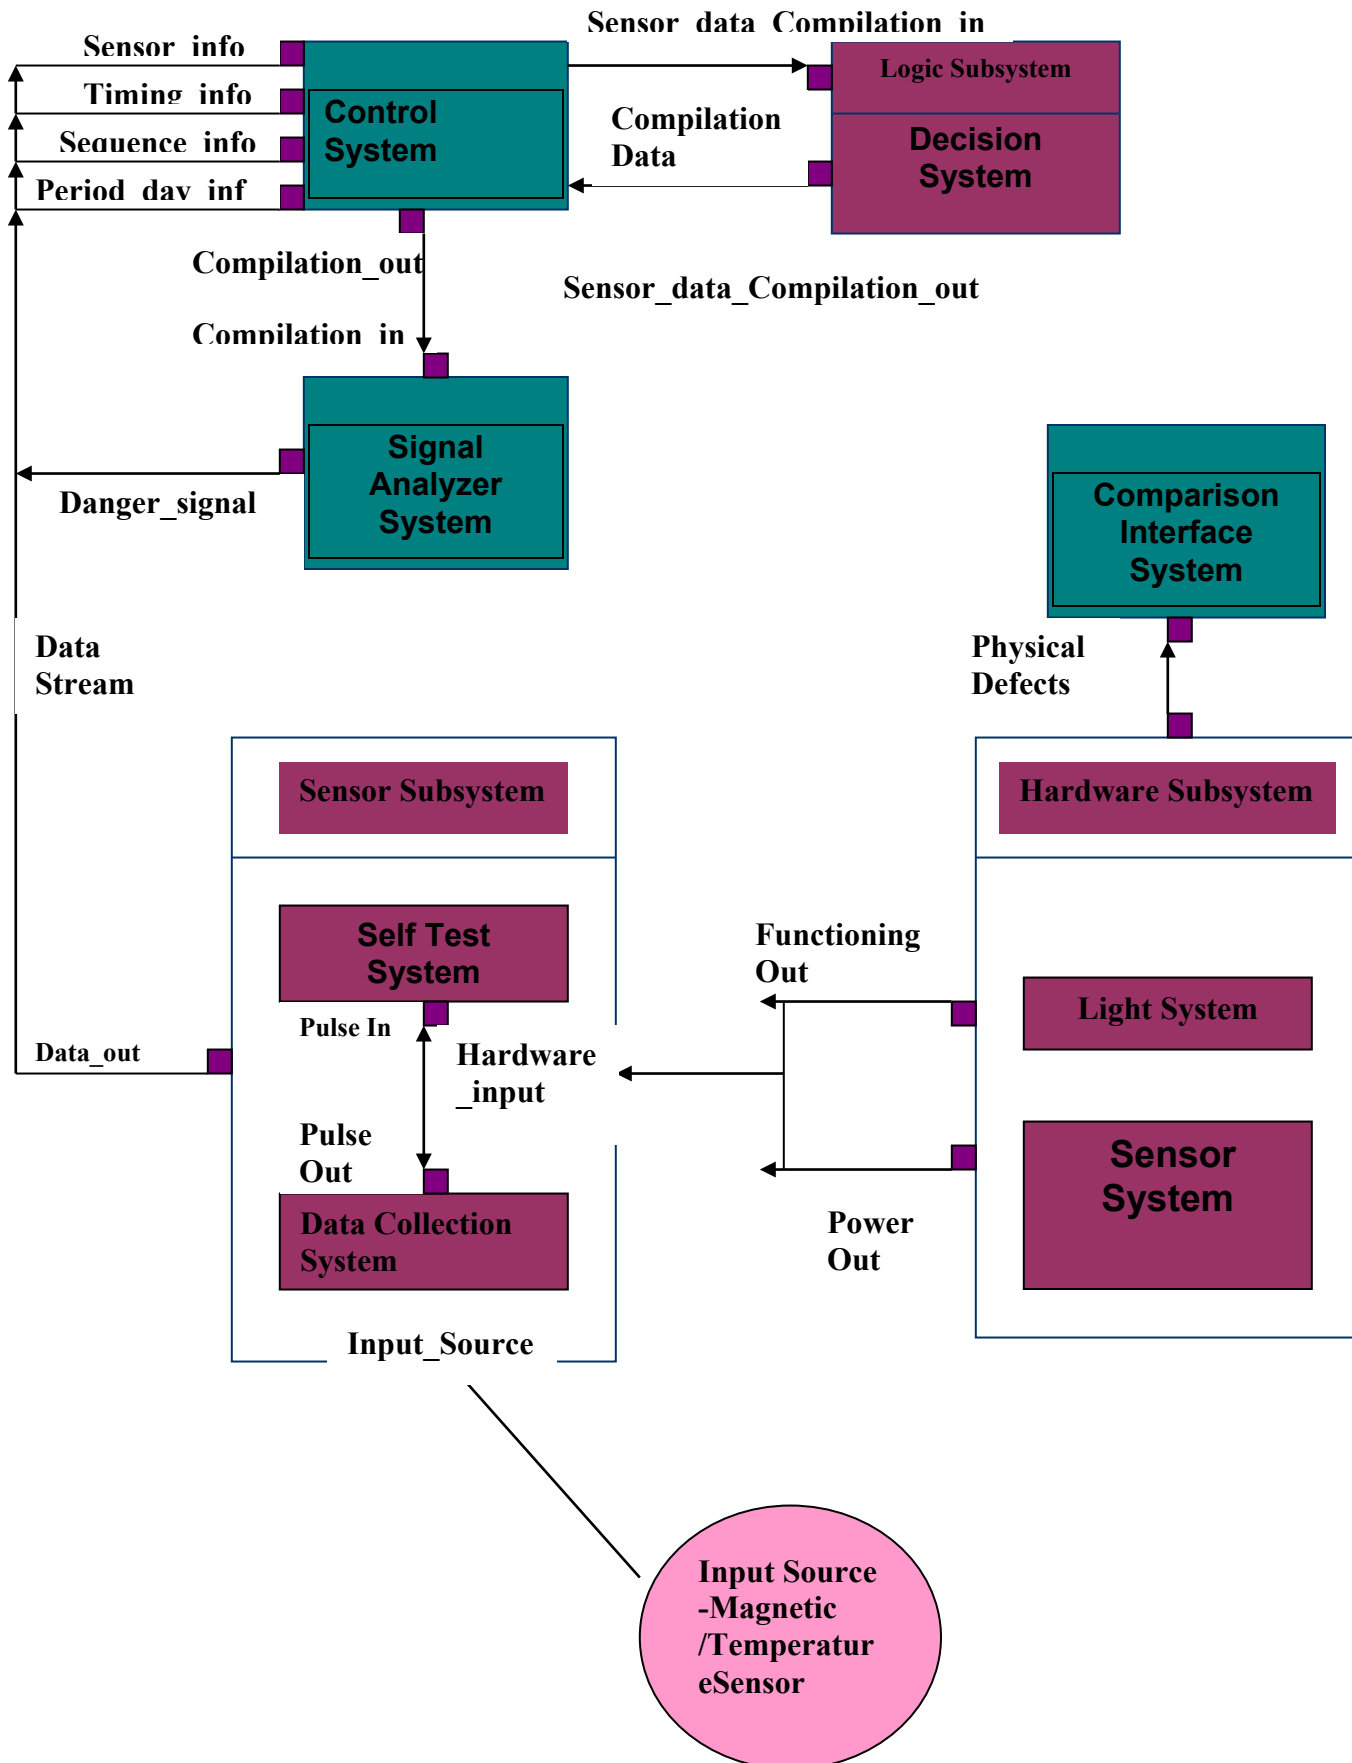 Sensor_data_Compilation_in
Sensor_info
Timing_info
Sequence_info
Period_day_inf
Control
System
Compilation
Data
Logic Subsystem
Decision
System
Compilation_out
Sensor_data_Compilation_out
Compilation_in
Signal
Analyzer
System
Danger_signal
Comparison
Interface
System
Data
Stream
Physical
Defects
Sensor Subsystem
Hardware Subsystem
Self Test
System
Functioning
Out
Light System
Pulse In
Data_out
Hardware
_input
Pulse
Out
Sensor
System
Data Collection
System
Power
Out
Input_Source
Input Source
-Magnetic
/Temperatur
eSensor